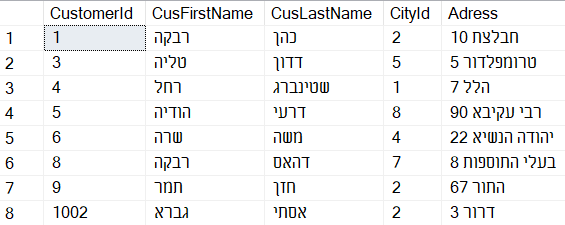 CustomerId CusFirstName CusLastName CityId Adress
1 1 רבקה כהן 2 חבלצת 10
2 3 טליה דדון 5 טרומפלדור 5
3 4 רחל שטינברג 1 הלל 7
4 5 הודיה דרעי 8 רבי עקיבא 90
5 6 שרה משה 4 יהודה הנשיא 22
6 8 רבקה דהאס 7 בעלי התוספות 8
7 9 תמר חזן 2 התור 67
8 1002 גברא אסתי 2 דרור 3